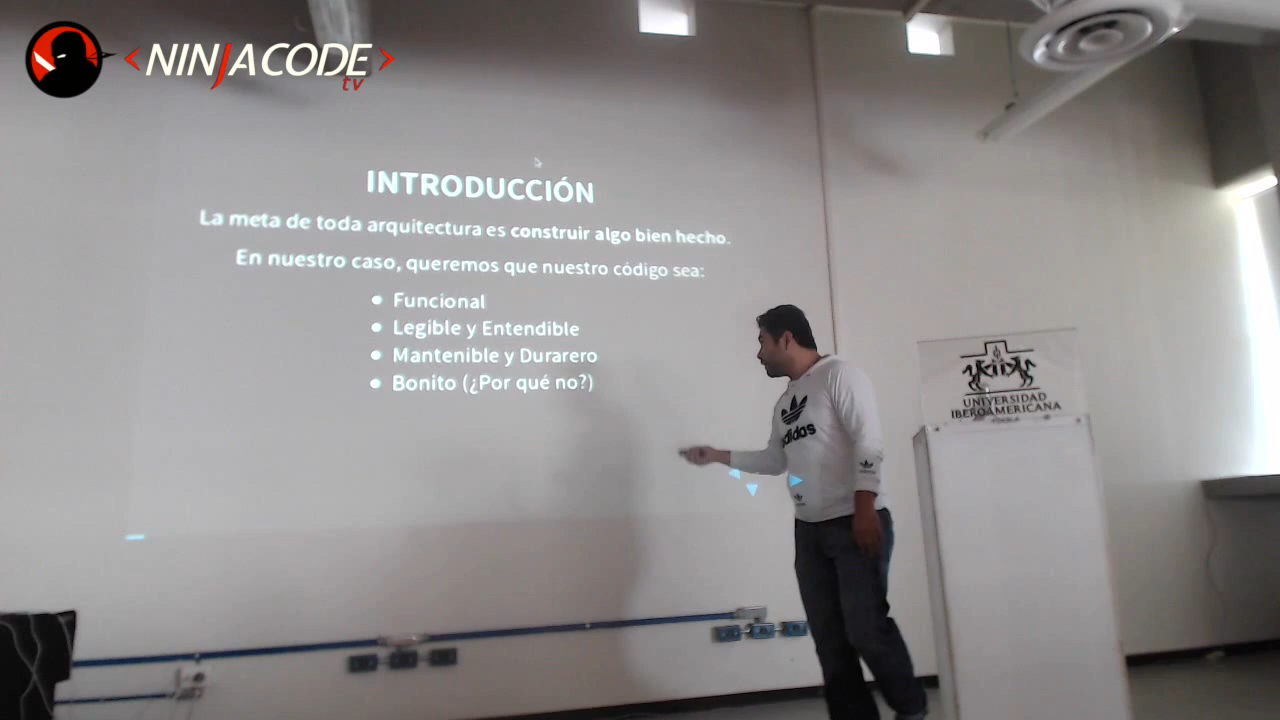 <NINJACODE>
tv
INTRODUCCIÓN
La meta de toda arquitectura es construir algo bien hecho.
En nuestro caso, queremos que nuestro código sea:
• Funcional
• Legible y Entendible
• Mantenible y Durarero
• Bonito (¿Por qué no?)
adidas
UNIVERSIDAD
IBEROAMERICANA
PUEBLA